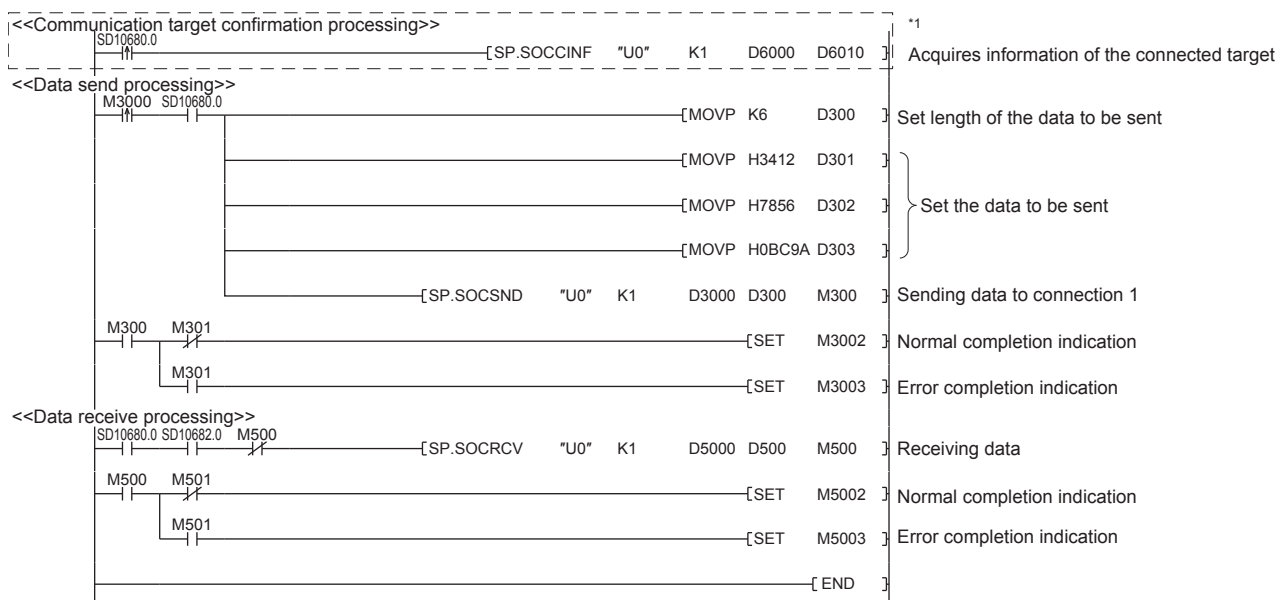 <<Communication target confirmation processing>> *1
SD10680.0
[SP.SOCCINF "U0" K1 D6000 D6010 ] Acquires information of the connected target
<<Data send processing>>
M3000 SD10680.0
[MOVP K6 D300 ] Set length of the data to be sent
[MOVP H3412 D301 ]
[MOVP H7856 D302 ] Set the data to be sent
[MOVP H0BC9A D303 ]
[SP.SOCSND "U0" K1 D3000 D300 M300 ] Sending data to connection 1
M300 M301
[SET M3002 ] Normal completion indication
M301
[SET M3003 ] Error completion indication
<<Data receive processing>>
SD10680.0 SD10682.0 M500
[SP.SOCRCV "U0" K1 D5000 D500 M500 ] Receiving data
M500 M501
[SET M5002 ] Normal completion indication
M501
[SET M5003 ] Error completion indication
[ END ]